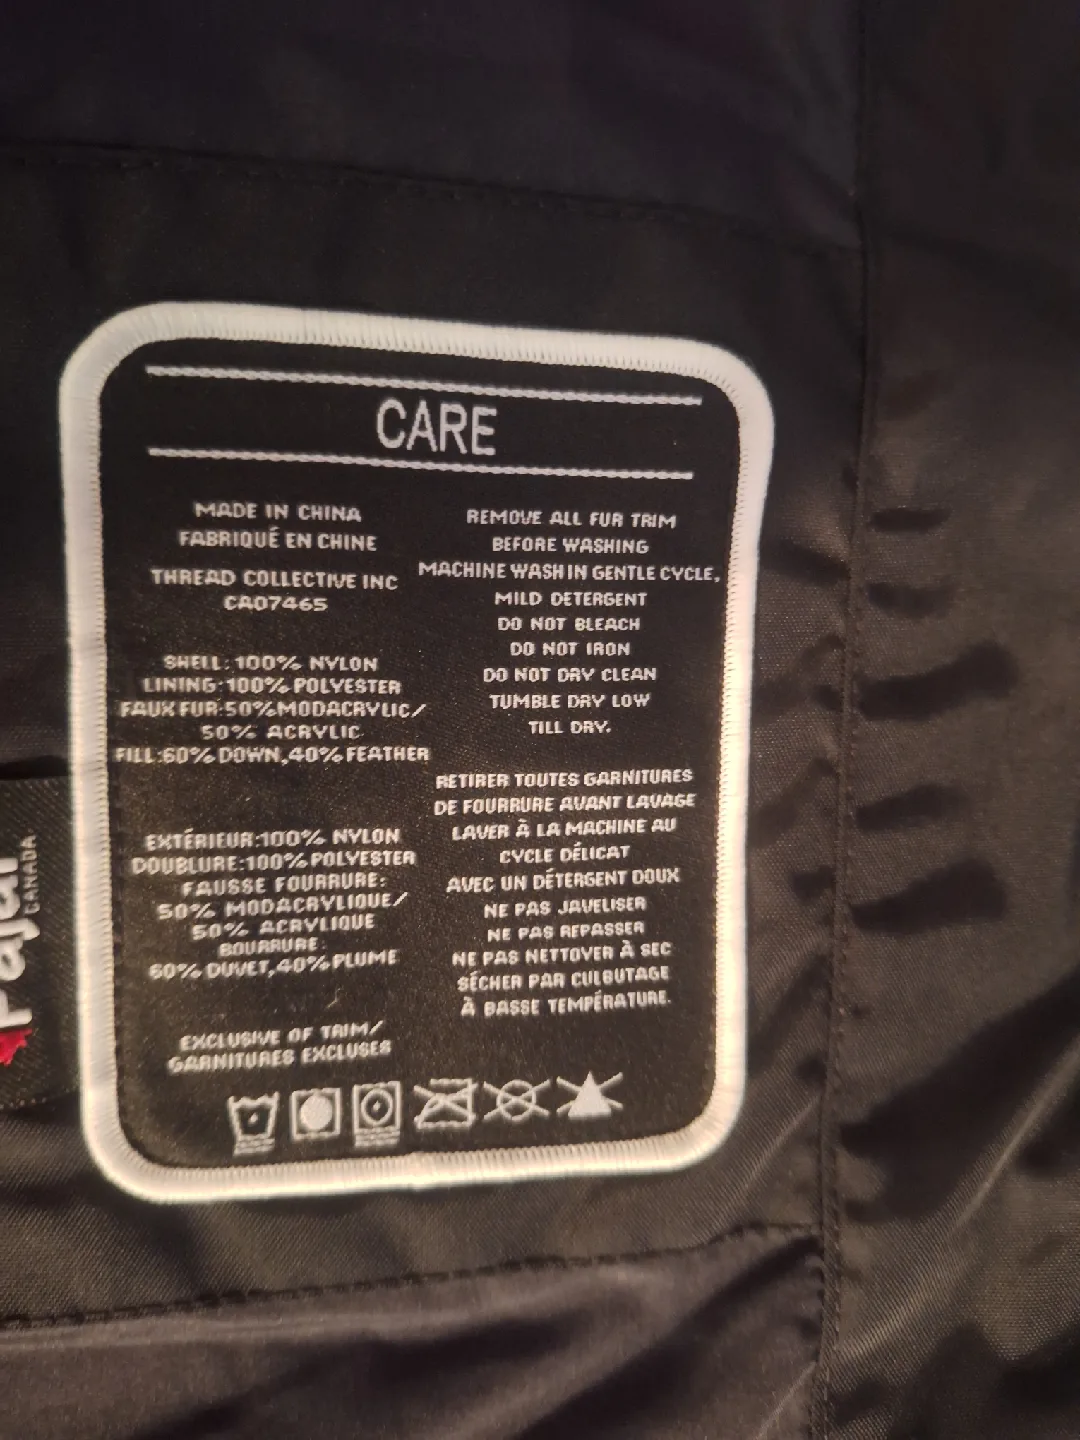 CARE
MADE IN CHINA
FABRIQUÉ EN CHINE
THREAD COLLECTIVE INC
CA07465
SHELL: 100% NYLON
LINING:100% POLYESTER
FAUX FUR:50%MODACRYLIC/
50% ACRYLIC
FILL:60% DOWN,40% FEATHER
EXTÉRIEUR:100% NYLON
DOUBLURE:100% POLYESTER
FAUSSE FOURRURE:
50% MODACRYLIQUE/
50% ACRYLIQUE
BOURRURE:
60% DUVET,40% PLUME
EXCLUSIVE OF TRIM/
GARNITURES EXCLUSES
REMOVE ALL FUR TRIM
BEFORE WASHING
MACHINE WASH IN GENTLE CYCLE,
MILD DETERGENT
DO NOT BLEACH
DO NOT IRON
DO NOT DRY CLEAN
TUMBLE DRY LOW
TILL DRY.
RETIRER TOUTES GARNITURES
DE FOURRURE AVANT LAVAGE
LAVER À LA MACHINE AU
CYCLE DÉLICAT
AVEC UN DÉTERGENT DOUX
NE PAS JAVELISER
NE PAS REPASSER
NE PAS NETTOYER À SEC
SÉCHER PAR CULBUTAGE
À BASSE TEMPÉRATURE.
Pajar
CANADA